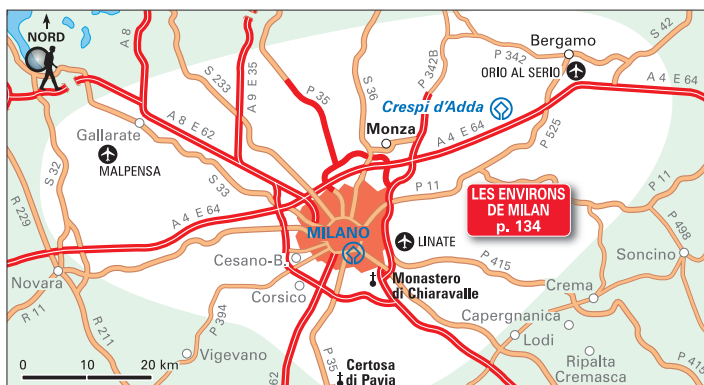 NORD
A 8
S 233
A 9 E 35
P 35
S 36
P 342B
P 342
Bergamo
S 42
ORIO AL SERIO
A 4 E 64
Crespi d'Adda
Gallarate
A 8 E 62
Monza
A 4 E 64
P 525
MALPENSA
S 32
S 33
P 11
P 11
R 229
A 4 E 64
LES ENVIRONS
DE MILAN
p. 134
MILANO
LINATE
P 498
Cesano-B.
P 415
Soncino
Novara
Corsico
Monastero
di Chiaravalle
Crema
R 11
R 211
P 394
Capergnanica
Vigevano
P 35
Lodi
Ripalta
Cremasca
0 10 20 km
62
Certosa
di Pavia